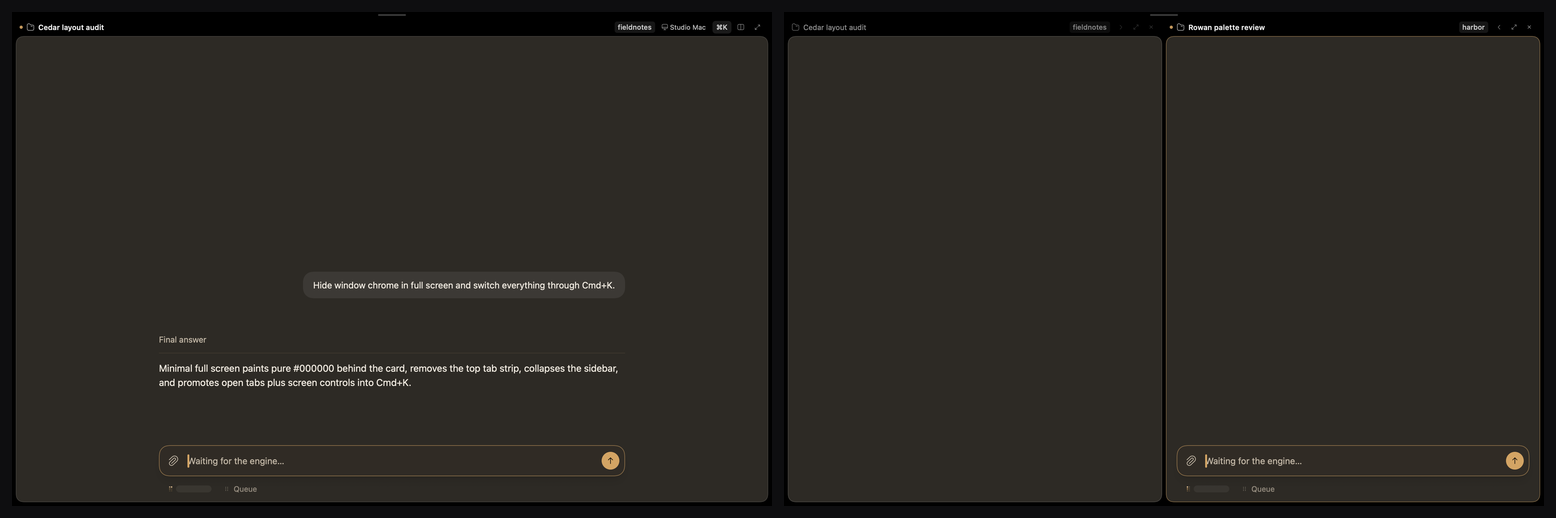 Cedar layout audit
fieldnotes
Studio Mac
⌘K
Hide window chrome in full screen and switch everything through Cmd+K.
Final answer
Minimal full screen paints pure #000000 behind the card, removes the top tab strip, collapses the sidebar,
and promotes open tabs plus screen controls into Cmd+K.
Waiting for the engine...
Queue
Cedar layout audit
fieldnotes
Rowan palette review
harbor
Waiting for the engine...
Queue